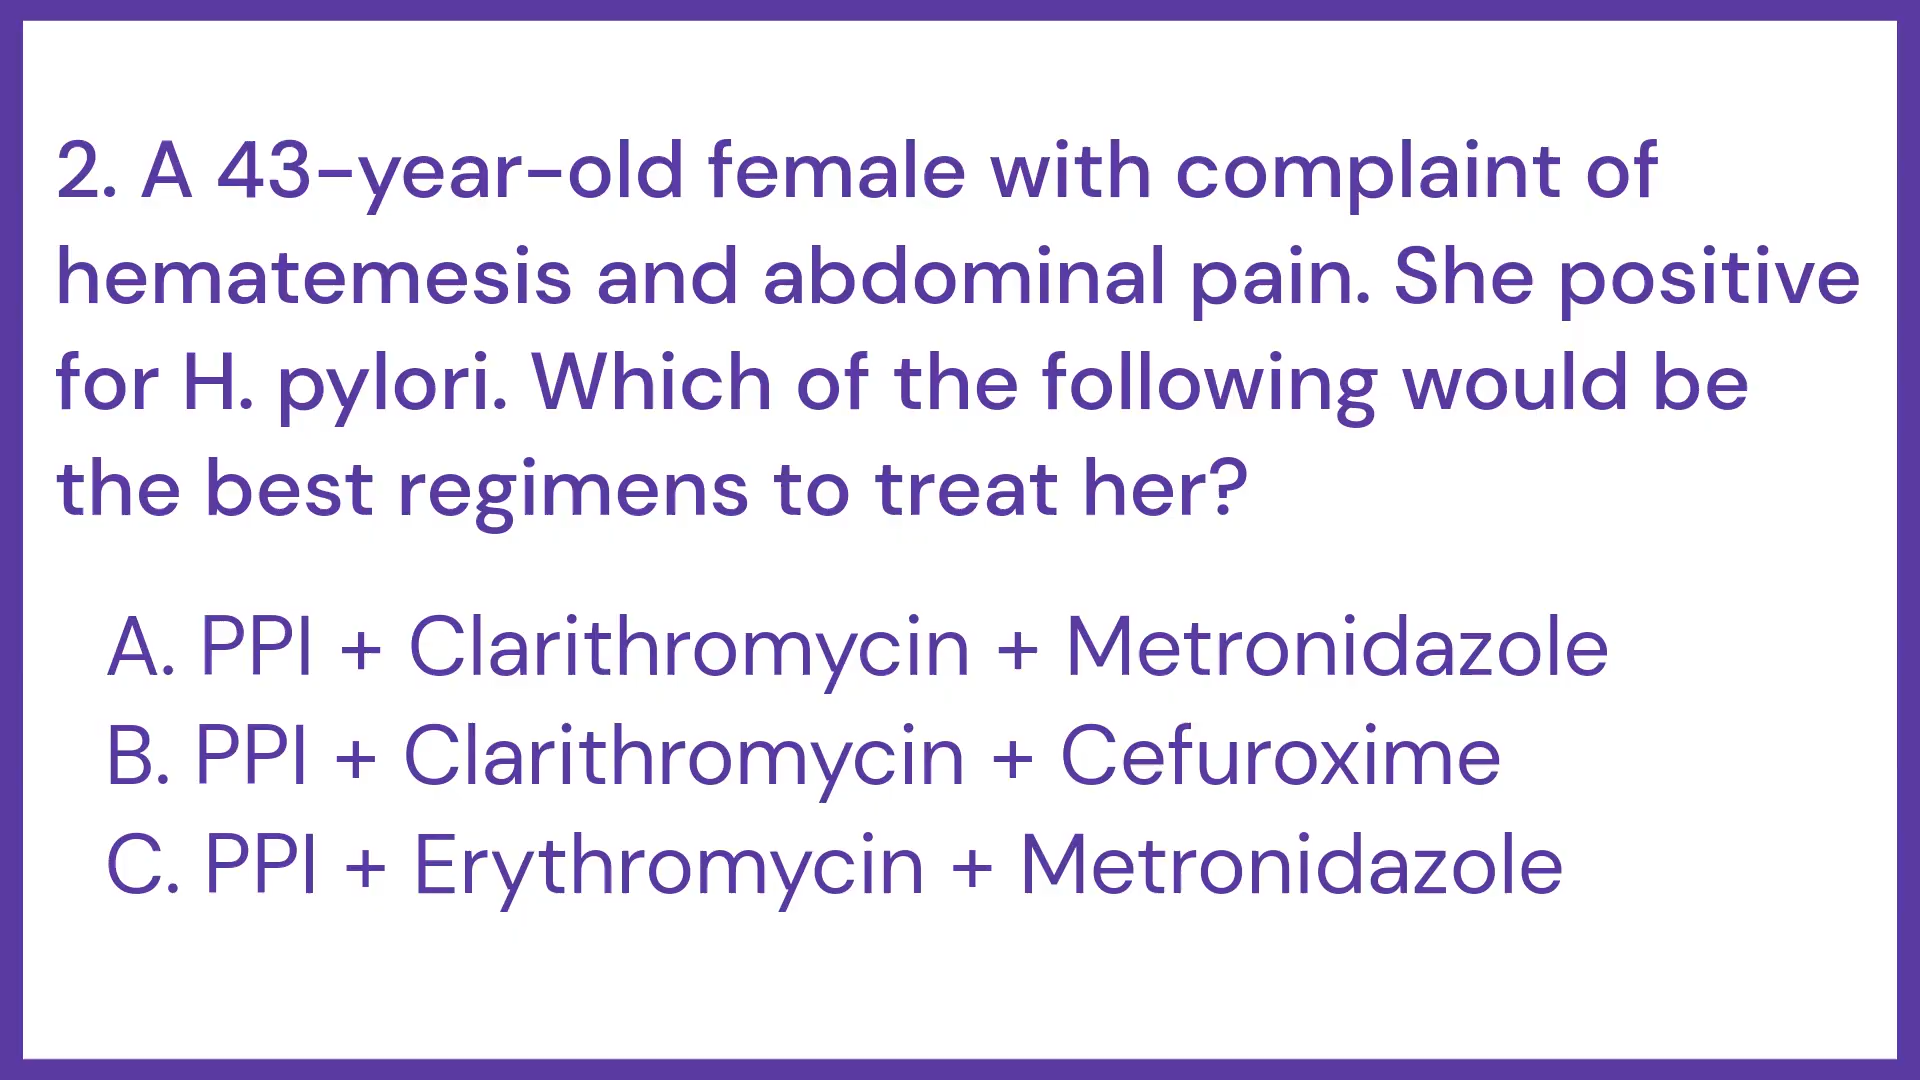 2. A 43-year-old female with complaint of
hematemesis and abdominal pain. She positive
for H. pylori. Which of the following would be
the best regimens to treat her?
A. PPI + Clarithromycin + Metronidazole
B. PPI + Clarithromycin + Cefuroxime
C. PPI + Erythromycin + Metronidazole